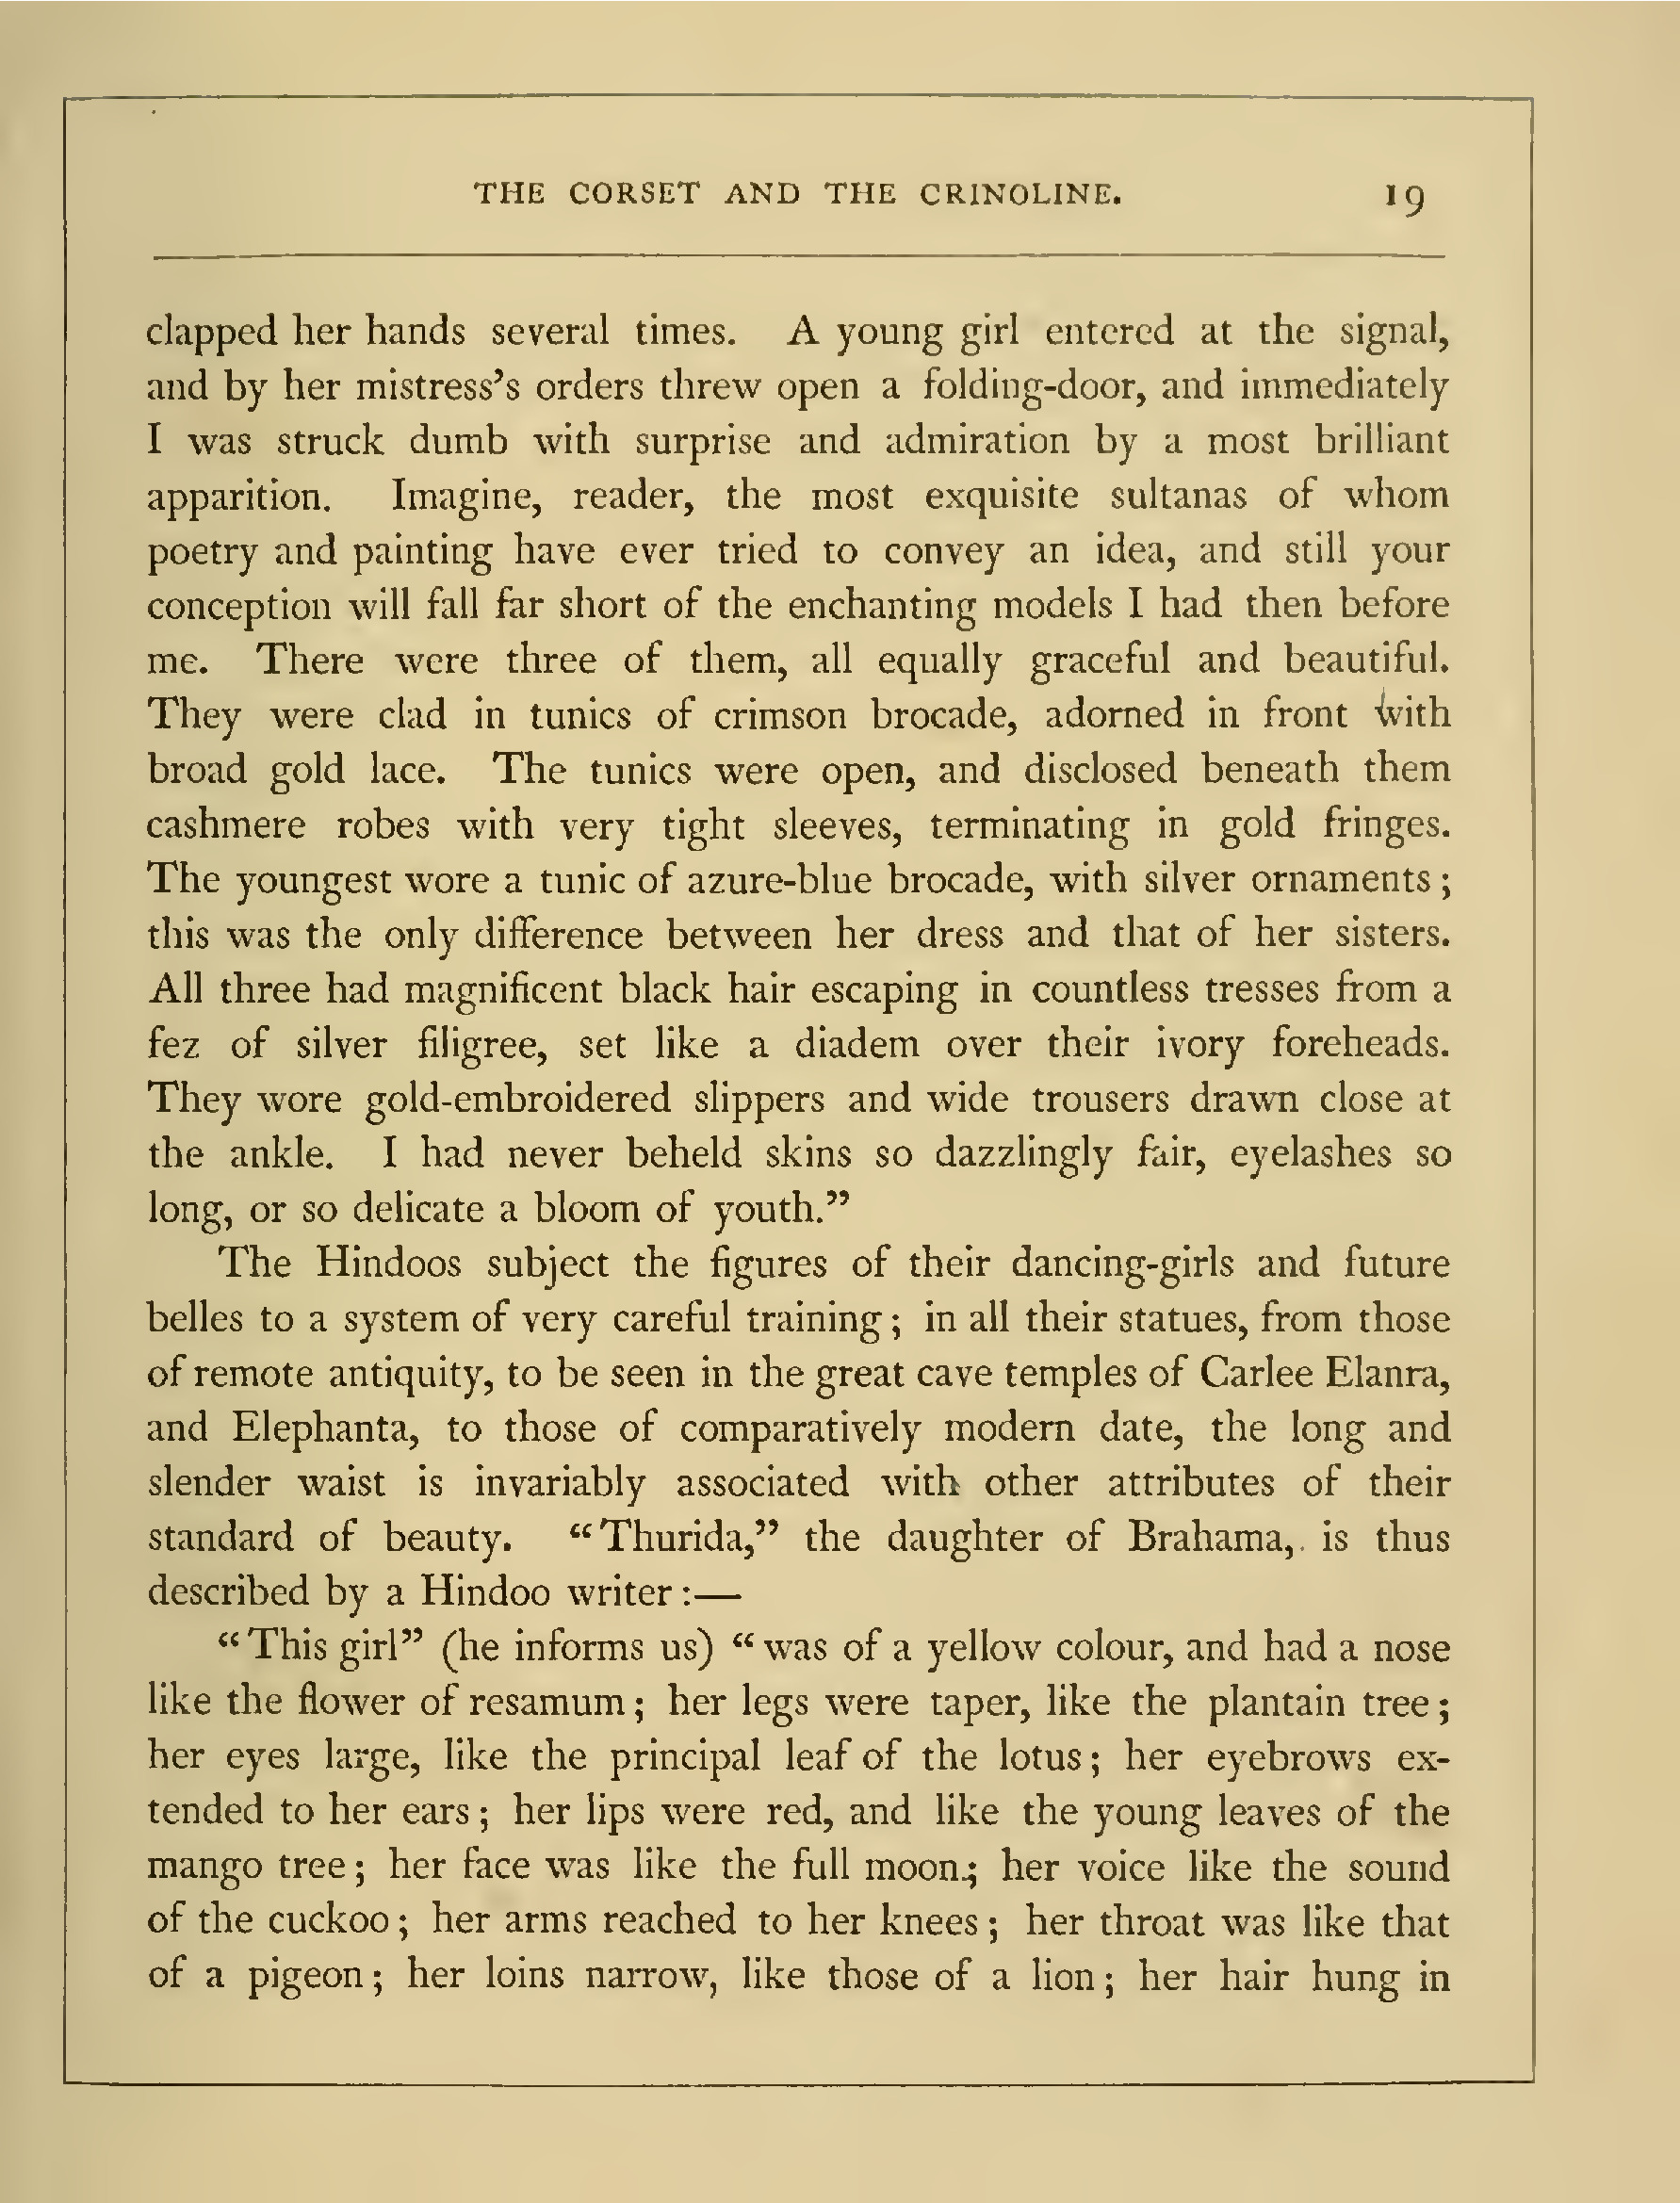 THE CORSET AND THE CRINOLINE. 19
clapped her hands several times. A young girl entered at the signal,
and by her mistress’s orders threw open a folding-door, and immediately
I was struck dumb with surprise and admiration by a most brilliant
apparition. Imagine, reader, the most exquisite sultanas of whom
poetry and painting have ever tried to convey an idea, and still your
conception will fall far short of the enchanting models I had then before
me. There were three of them, all equally graceful and beautiful.
They were clad in tunics of crimson brocade, adorned in front with
broad gold lace. The tunics were open, and disclosed beneath them
cashmere robes with very tight sleeves, terminating in gold fringes.
The youngest wore a tunic of azure-blue brocade, with silver ornaments;
this was the only difference between her dress and that of her sisters.
All three had magnificent black hair escaping in countless tresses from a
fez of silver filigree, set like a diadem over their ivory foreheads.
They wore gold-embroidered slippers and wide trousers drawn close at
the ankle. I had never beheld skins so dazzlingly fair, eyelashes so
long, or so delicate a bloom of youth.”
The Hindoos subject the figures of their dancing-girls and future
belles to a system of very careful training; in all their statues, from those
of remote antiquity, to be seen in the great cave temples of Carlee Elanra,
and Elephanta, to those of comparatively modern date, the long and
slender waist is invariably associated with other attributes of their
standard of beauty. “Thurida,” the daughter of Brahama, is thus
described by a Hindoo writer:—
“This girl” (he informs us) “was of a yellow colour, and had a nose
like the flower of resamum; her legs were taper, like the plantain tree;
her eyes large, like the principal leaf of the lotus; her eyebrows ex-
tended to her ears; her lips were red, and like the young leaves of the
mango tree; her face was like the full moon; her voice like the sound
of the cuckoo; her arms reached to her knees; her throat was like that
of a pigeon; her loins narrow, like those of a lion; her hair hung in